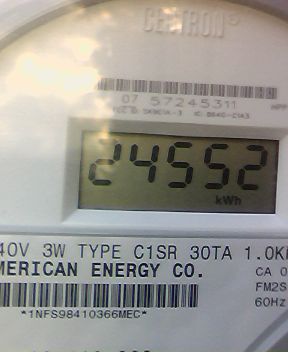 CELLTRON
07 57245311
24552
kWh
40V 3W TYPE C1SR 30TA 1.0K
MERICAN ENERGY CO.
CA 0
FM2S
60Hz
*1NFS98410366MEC*